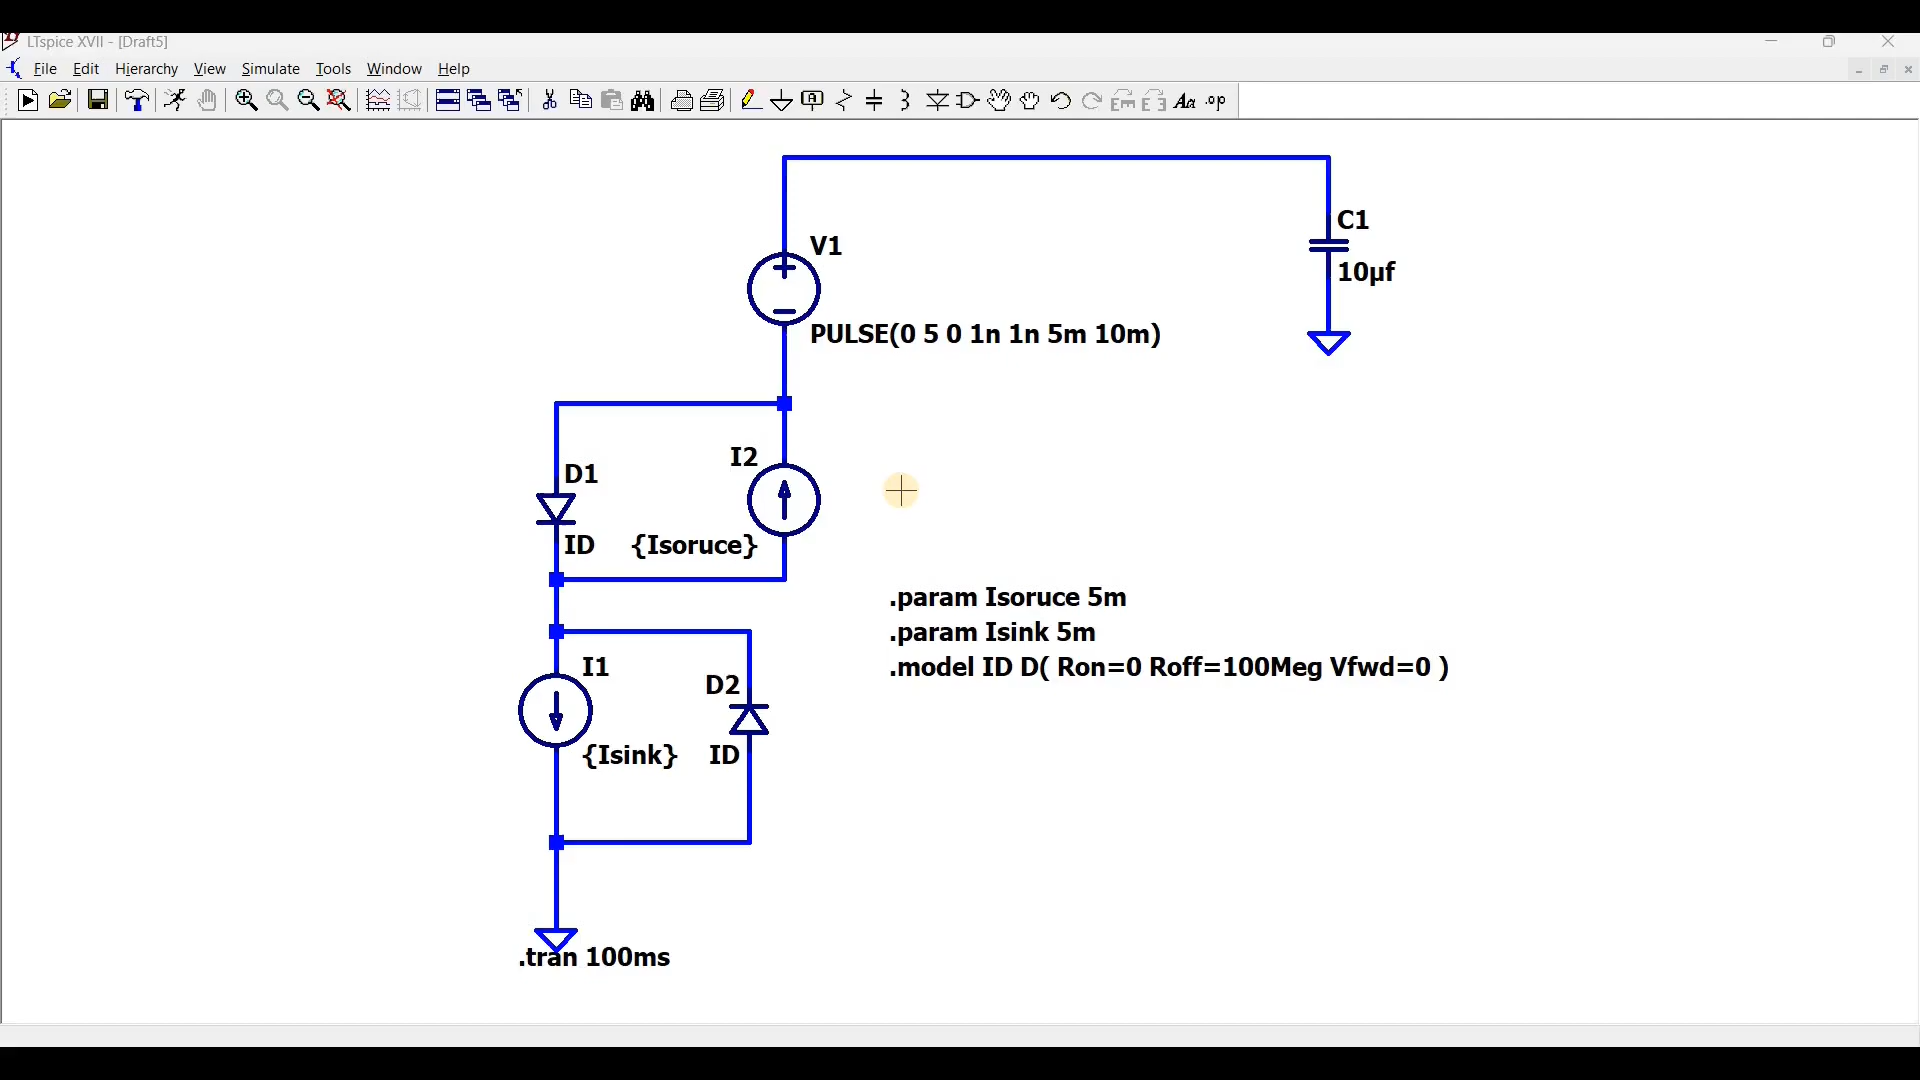 LTspice XVII - [Draft5]
File Edit Hierarchy View Simulate Tools Window Help
V1
PULSE(0 5 0 1n 1n 5m 10m)
C1
10µf
D1
ID
I2
{Isoruce}
.param Isoruce 5m
.param Isink 5m
.model ID D( Ron=0 Roff=100Meg Vfwd=0 )
I1
{Isink}
D2
ID
.tran 100ms